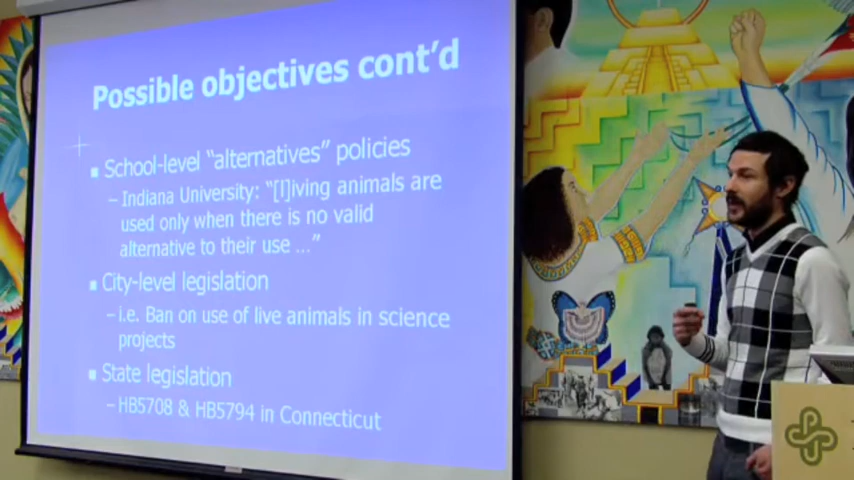 Possible objectives cont'd
▪ School-level "alternatives" policies
– Indiana University: "[l]iving animals are
used only when there is no valid
alternative to their use ..."
▪ City-level legislation
– i.e. Ban on use of live animals in science
projects
▪ State legislation
– HB5708 & HB5794 in Connecticut